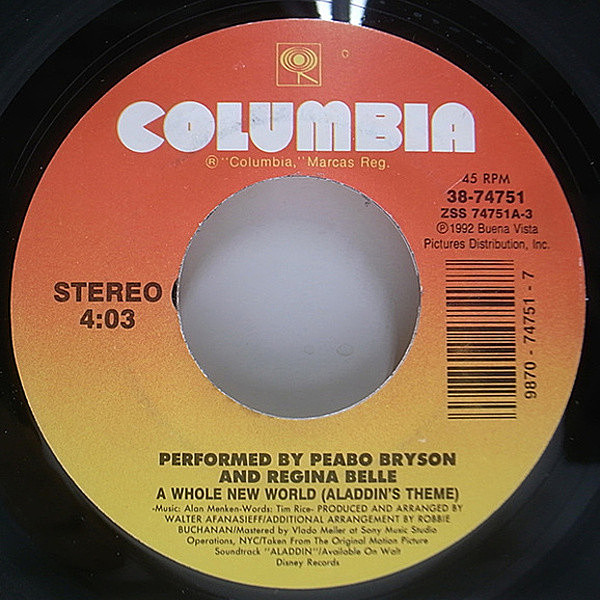 COLUMBIA
®"Columbia," Marcas Reg.
45 RPM
38-74751
ZSS 74751A-3
℗1992 Buena Vista
Pictures Distribution, Inc.
STEREO
4:03
9870 - 74751 - 7
PERFORMED BY PEABO BRYSON
AND REGINA BELLE
A WHOLE NEW WORLD (ALADDIN'S THEME)
-Music: Alan Menken-Words: Tim Rice- PRODUCED AND ARRANGED BY
WALTER AFANASIEFF/ADDITIONAL ARRANGEMENT BY ROBBIE
BUCHANAN/Mastered by Vlado Meller at Sony Music Studio
Operations, NYC/Taken From The Original Motion Picture
Soundtrack "ALADDIN"/Available On Walt
Disney Records